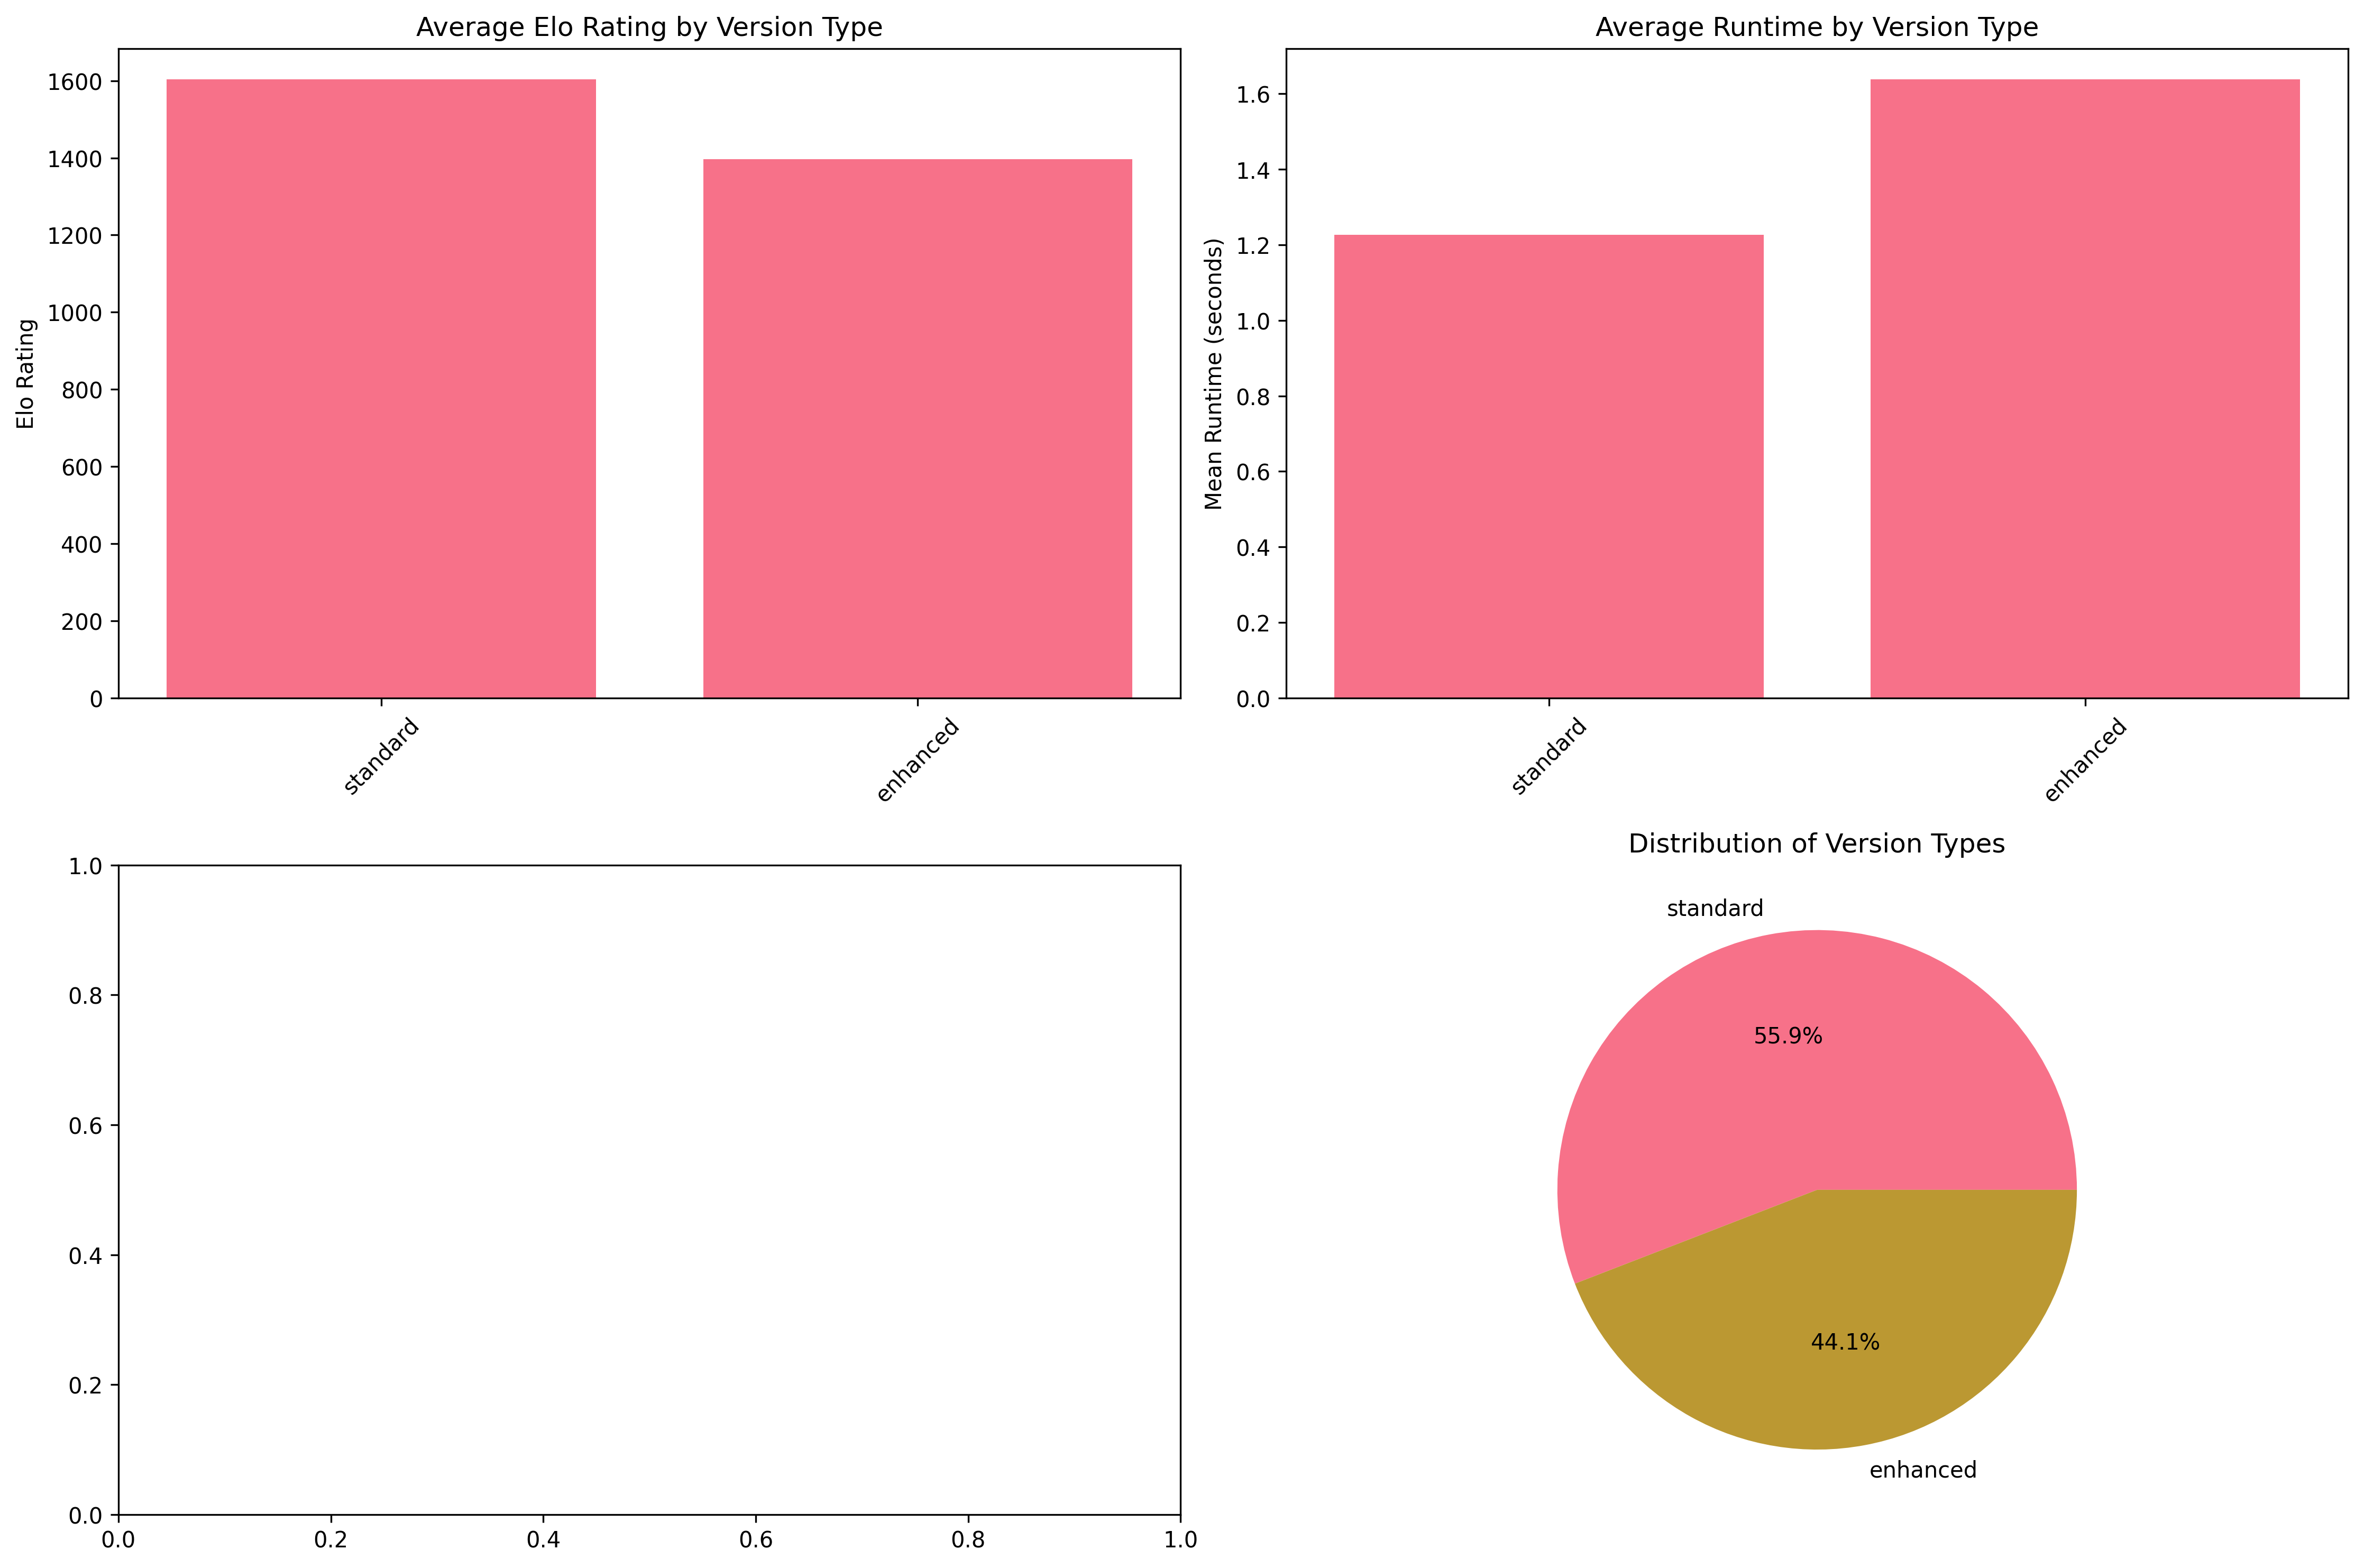 Average Elo Rating by Version Type
Elo Rating
1600
1400
1200
1000
800
600
400
200
0
standard
enhanced
Average Runtime by Version Type
Mean Runtime (seconds)
1.6
1.4
1.2
1.0
0.8
0.6
0.4
0.2
0.0
standard
enhanced
1.0
0.8
0.6
0.4
0.2
0.0
0.0 0.2 0.4 0.6 0.8 1.0
Distribution of Version Types
standard
55.9%
44.1%
enhanced